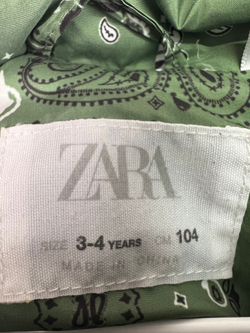 ZARA
SIZE 3-4 YEARS CM 104
MADE IN CHINA